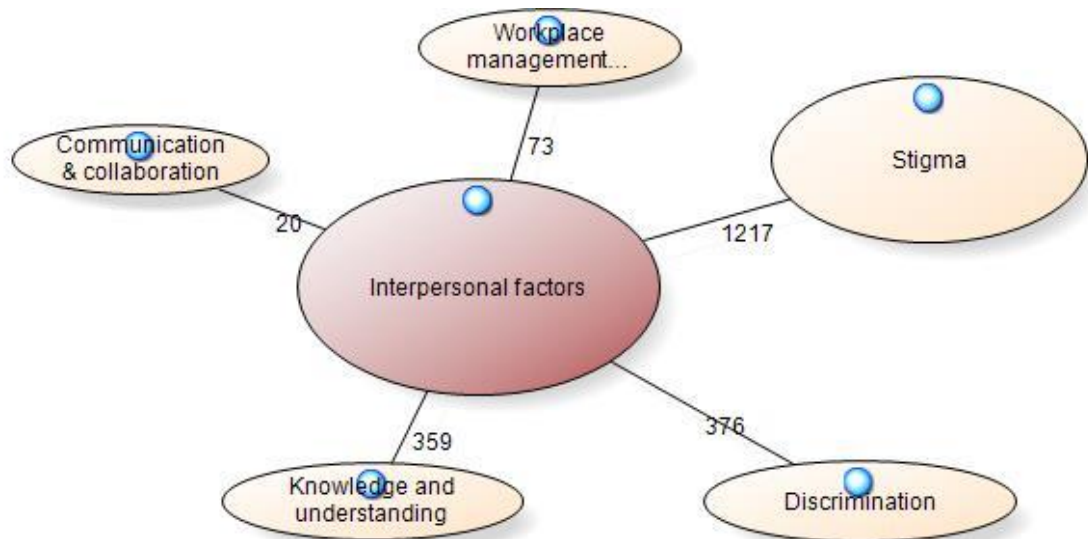 Workplace
management...
Communication
& collaboration
73
Stigma
20
1217
Interpersonal factors
359
376
Knowledge and
understanding
Discrimination